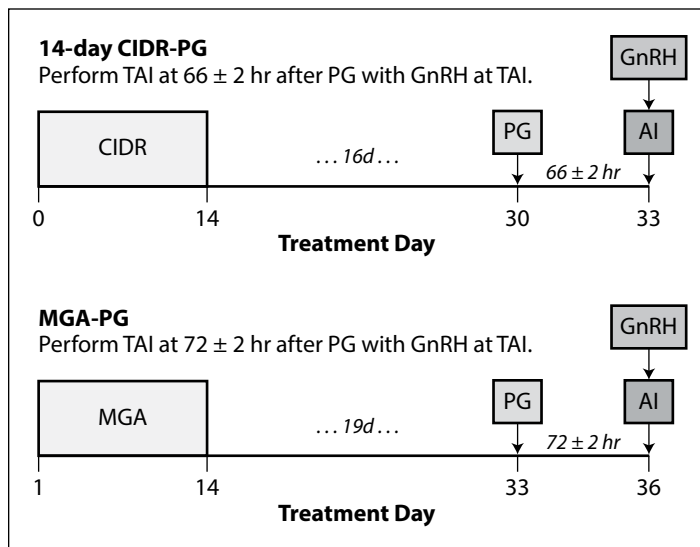 14-day CIDR-PG
Perform TAI at 66 ± 2 hr after PG with GnRH at TAI.
GnRH
CIDR
... 16d ...
PG
AI
66 ± 2 hr
0
14
30
33
Treatment Day
MGA-PG
Perform TAI at 72 ± 2 hr after PG with GnRH at TAI.
GnRH
MGA
... 19d ...
PG
AI
72 ± 2 hr
1
14
33
36
Treatment Day